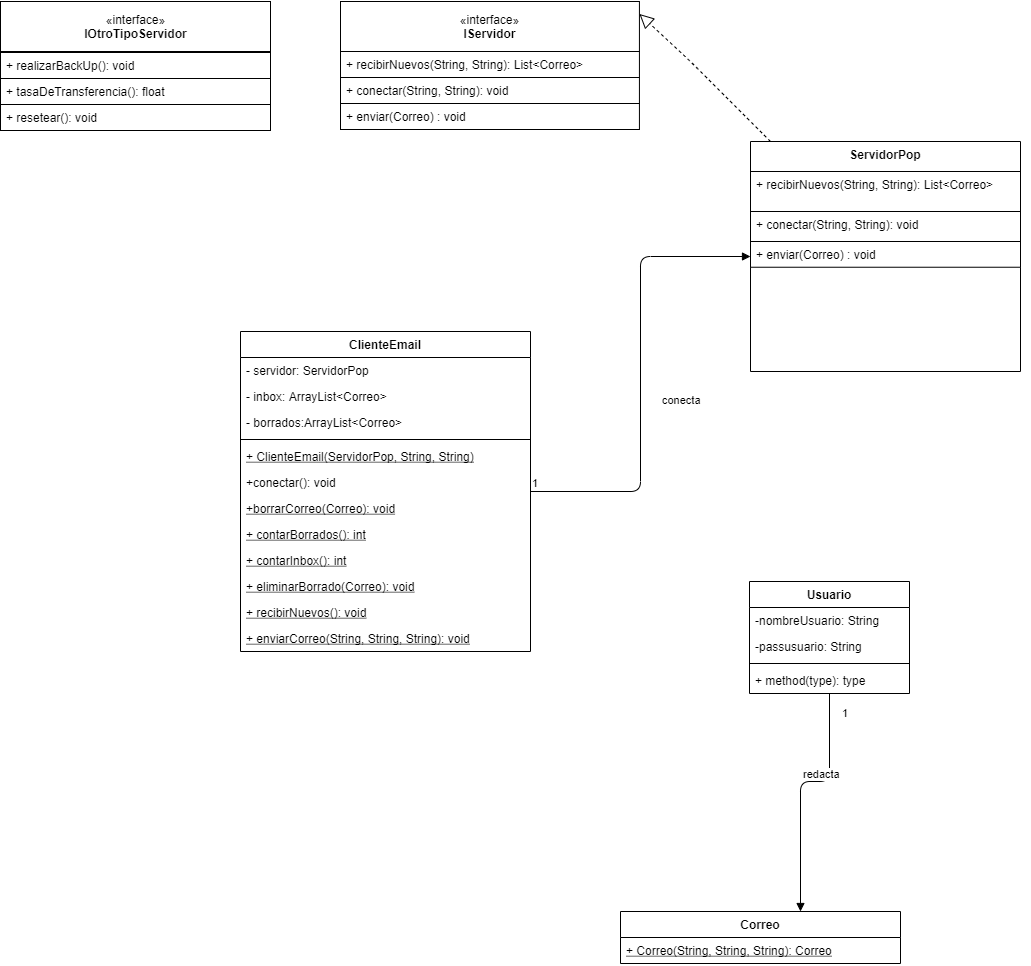 «interface»
IOtroTipoServidor
+ realizarBackUp(): void
+ tasaDeTransferencia(): float
+ resetear(): void
«interface»
IServidor
+ recibirNuevos(String, String): List<Correo>
+ conectar(String, String): void
+ enviar(Correo) : void
ServidorPop
+ recibirNuevos(String, String): List<Correo>
+ conectar(String, String): void
+ enviar(Correo) : void
ClienteEmail
- servidor: ServidorPop
- inbox: ArrayList<Correo>
- borrados:ArrayList<Correo>
+ ClienteEmail(ServidorPop, String, String)
+conectar(): void
+borrarCorreo(Correo): void
+ contarBorrados(): int
+ contarInbox(): int
+ eliminarBorrado(Correo): void
+ recibirNuevos(): void
+ enviarCorreo(String, String, String): void
1
conecta
Usuario
-nombreUsuario: String
-passusuario: String
+ method(type): type
1
redacta
Correo
+ Correo(String, String, String): Correo